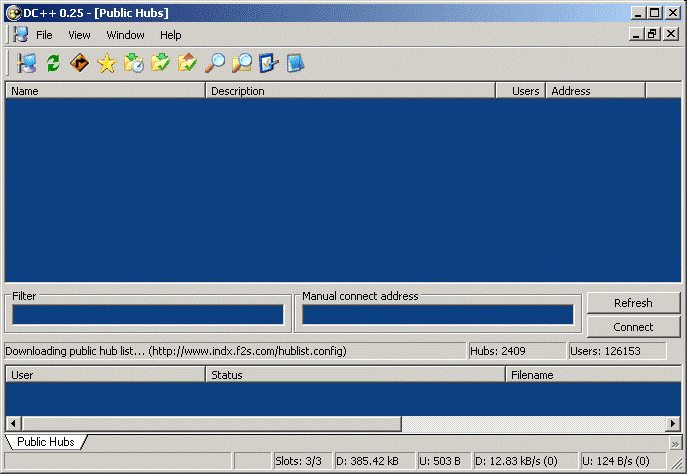 DC++ 0.25 - [Public Hubs]
File View Window Help
Name Description Users Address
Filter Manual connect address
Refresh
Connect
Downloading public hub list... (http://www.indx.f2s.com/hublist.config) Hubs: 2409 Users: 126153
User Status Filename
Public Hubs
Slots: 3/3 D: 385.42 kB U: 503 B D: 12.83 kB/s (0) U: 124 B/s (0)